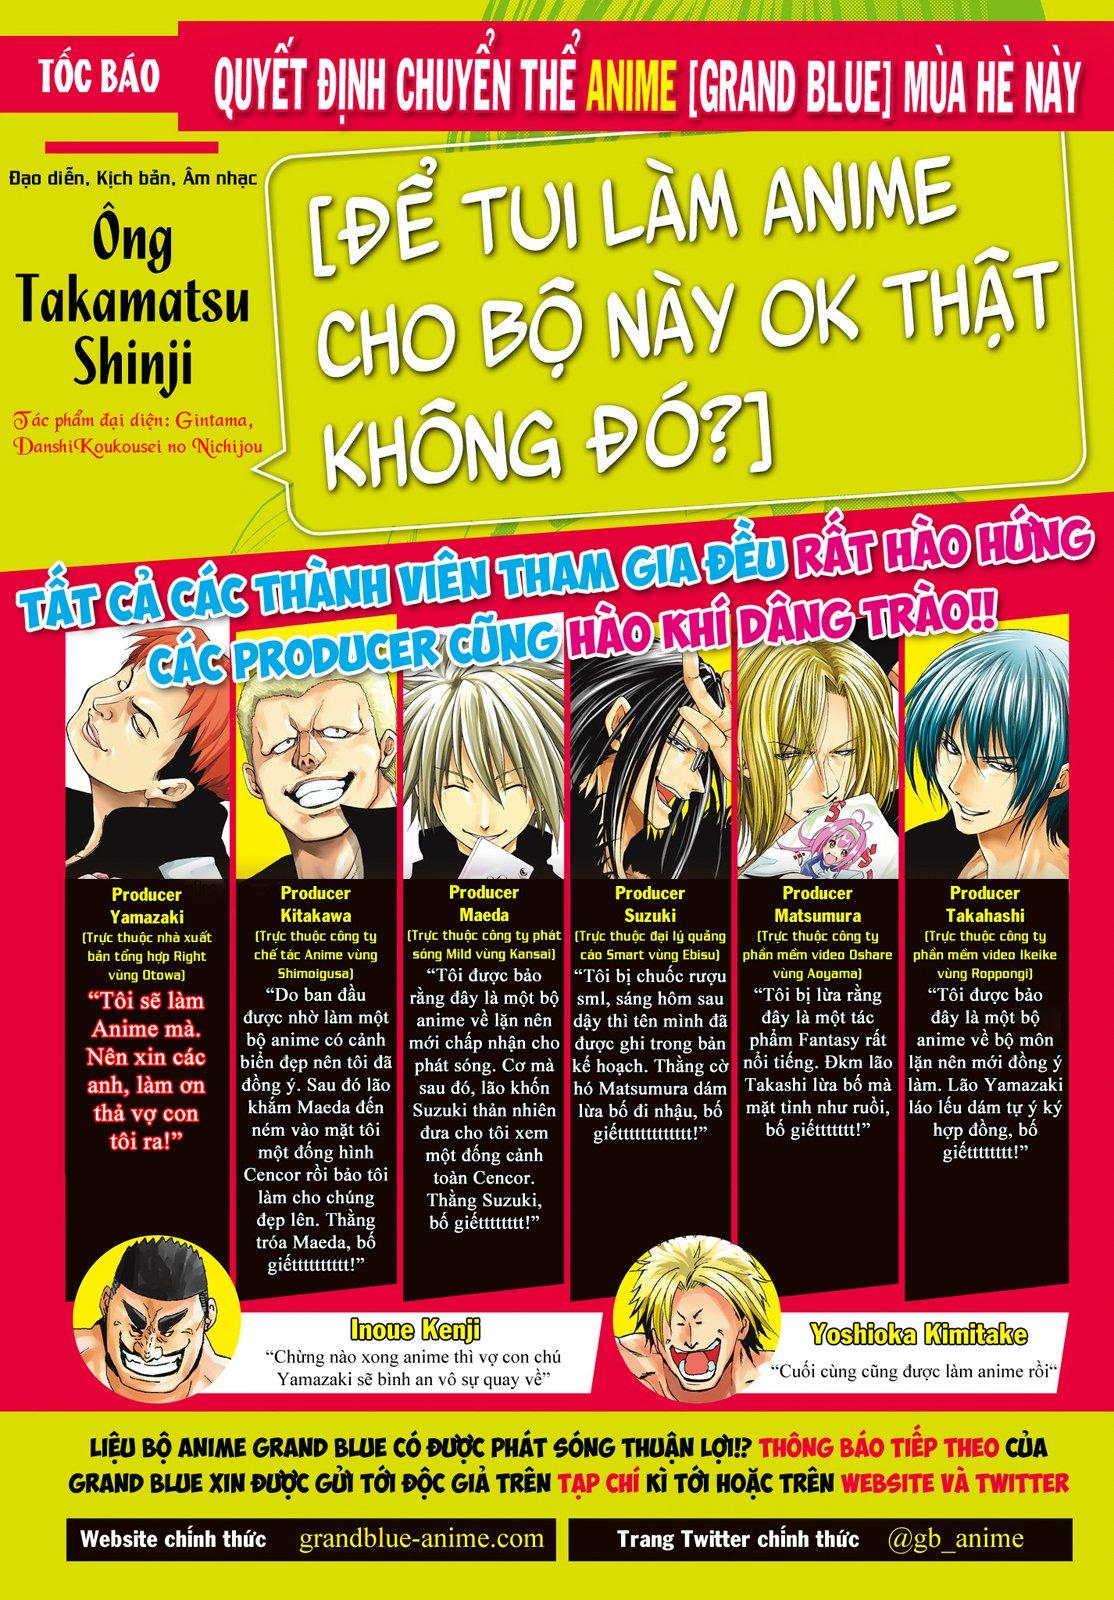 TỐC BÁO
QUYẾT ĐỊNH CHUYỂN THỂ ANIME [GRAND BLUE] MÙA HÈ NÀY
Đạo diễn, Kịch bản, Âm nhạc
Ông
Takamatsu
Shinji
Tác phẩm đại diện: Gintama,
DanshiKoukousei no Nichijou
[ĐỂ TUI LÀM ANIME
CHO BỘ NÀY OK THẬT
KHÔNG ĐÓ?]
TẤT CẢ CÁC THÀNH VIÊN THAM GIA ĐỀU RẤT HÀO HỨNG
CÁC PRODUCER CŨNG HÀO KHÍ DÂNG TRÀO!!
Producer
Yamazaki
(Trực thuộc nhà xuất
bản tổng hợp Right
vùng Otowa)
“Tôi sẽ làm
Anime mà.
Nên xin các
anh, làm ơn
thả vợ con
tôi ra!”
Producer
Kitakawa
(Trực thuộc công ty
chế tác Anime vùng
Shimoigusa)
“Do ban đầu
được nhờ làm một
bộ anime có cảnh
biển đẹp nên tôi đã
đồng ý. Sau đó lão
khắm Maeda đến
ném vào mặt tôi
một đống hình
Cencor rồi bảo tôi
làm cho chúng
đẹp lên. Thằng
tróa Maeda, bố
giếtttttttttt!”
Producer
Maeda
(Trực thuộc công ty phát
sóng Mild vùng Kansai)
“Tôi được bảo
rằng đây là một bộ
anime về lặn nên
mới chấp nhận cho
phát sóng. Cơ mà
sau đó, lão khốn
Suzuki thản nhiên
đưa cho tôi xem
một đống cảnh
toàn Cencor.
Thằng Suzuki,
bố giếtttttttt!”
Producer
Suzuki
(Trực thuộc đại lý quảng
cáo Smart vùng Ebisu)
“Tôi bị chuốc rượu
sml, sáng hôm sau
dậy thì tên mình đã
được ghi trong bản
kế hoạch. Thằng cờ
hó Matsumura dám
lừa bố đi nhậu, bố
giếttttttttttttt!”
Producer
Matsumura
(Trực thuộc công ty
phần mềm video Oshare
vùng Aoyama)
“Tôi bị lừa rằng
đây là một tác
phẩm Fantasy rất
nổi tiếng. Đkm lão
Takashi lừa bố mà
mặt tỉnh như ruồi,
bố giếttttttt!”
Producer
Takahashi
(Trực thuộc công ty
phần mềm video Ikeike
vùng Roppongi)
“Tôi được bảo
đây là một bộ
anime về bộ môn
lặn nên mới đồng ý
làm. Lão Yamazaki
láo lếu dám tự ý ký
hợp đồng, bố
giếtttttttt!”
Inoue Kenji
“Chừng nào xong anime thì vợ con chú
Yamazaki sẽ bình an vô sự quay về”
Yoshioka Kimitake
“Cuối cùng cũng được làm anime rồi“
LIỆU BỘ ANIME GRAND BLUE CÓ ĐƯỢC PHÁT SÓNG THUẬN LỢI!? THÔNG BÁO TIẾP THEO CỦA
GRAND BLUE XIN ĐƯỢC GỬI TỚI ĐỘC GIẢ TRÊN TẠP CHÍ KÌ TỚI HOẶC TRÊN WEBSITE VÀ TWITTER
Website chính thức grandblue-anime.com
Trang Twitter chính thức @gb_anime